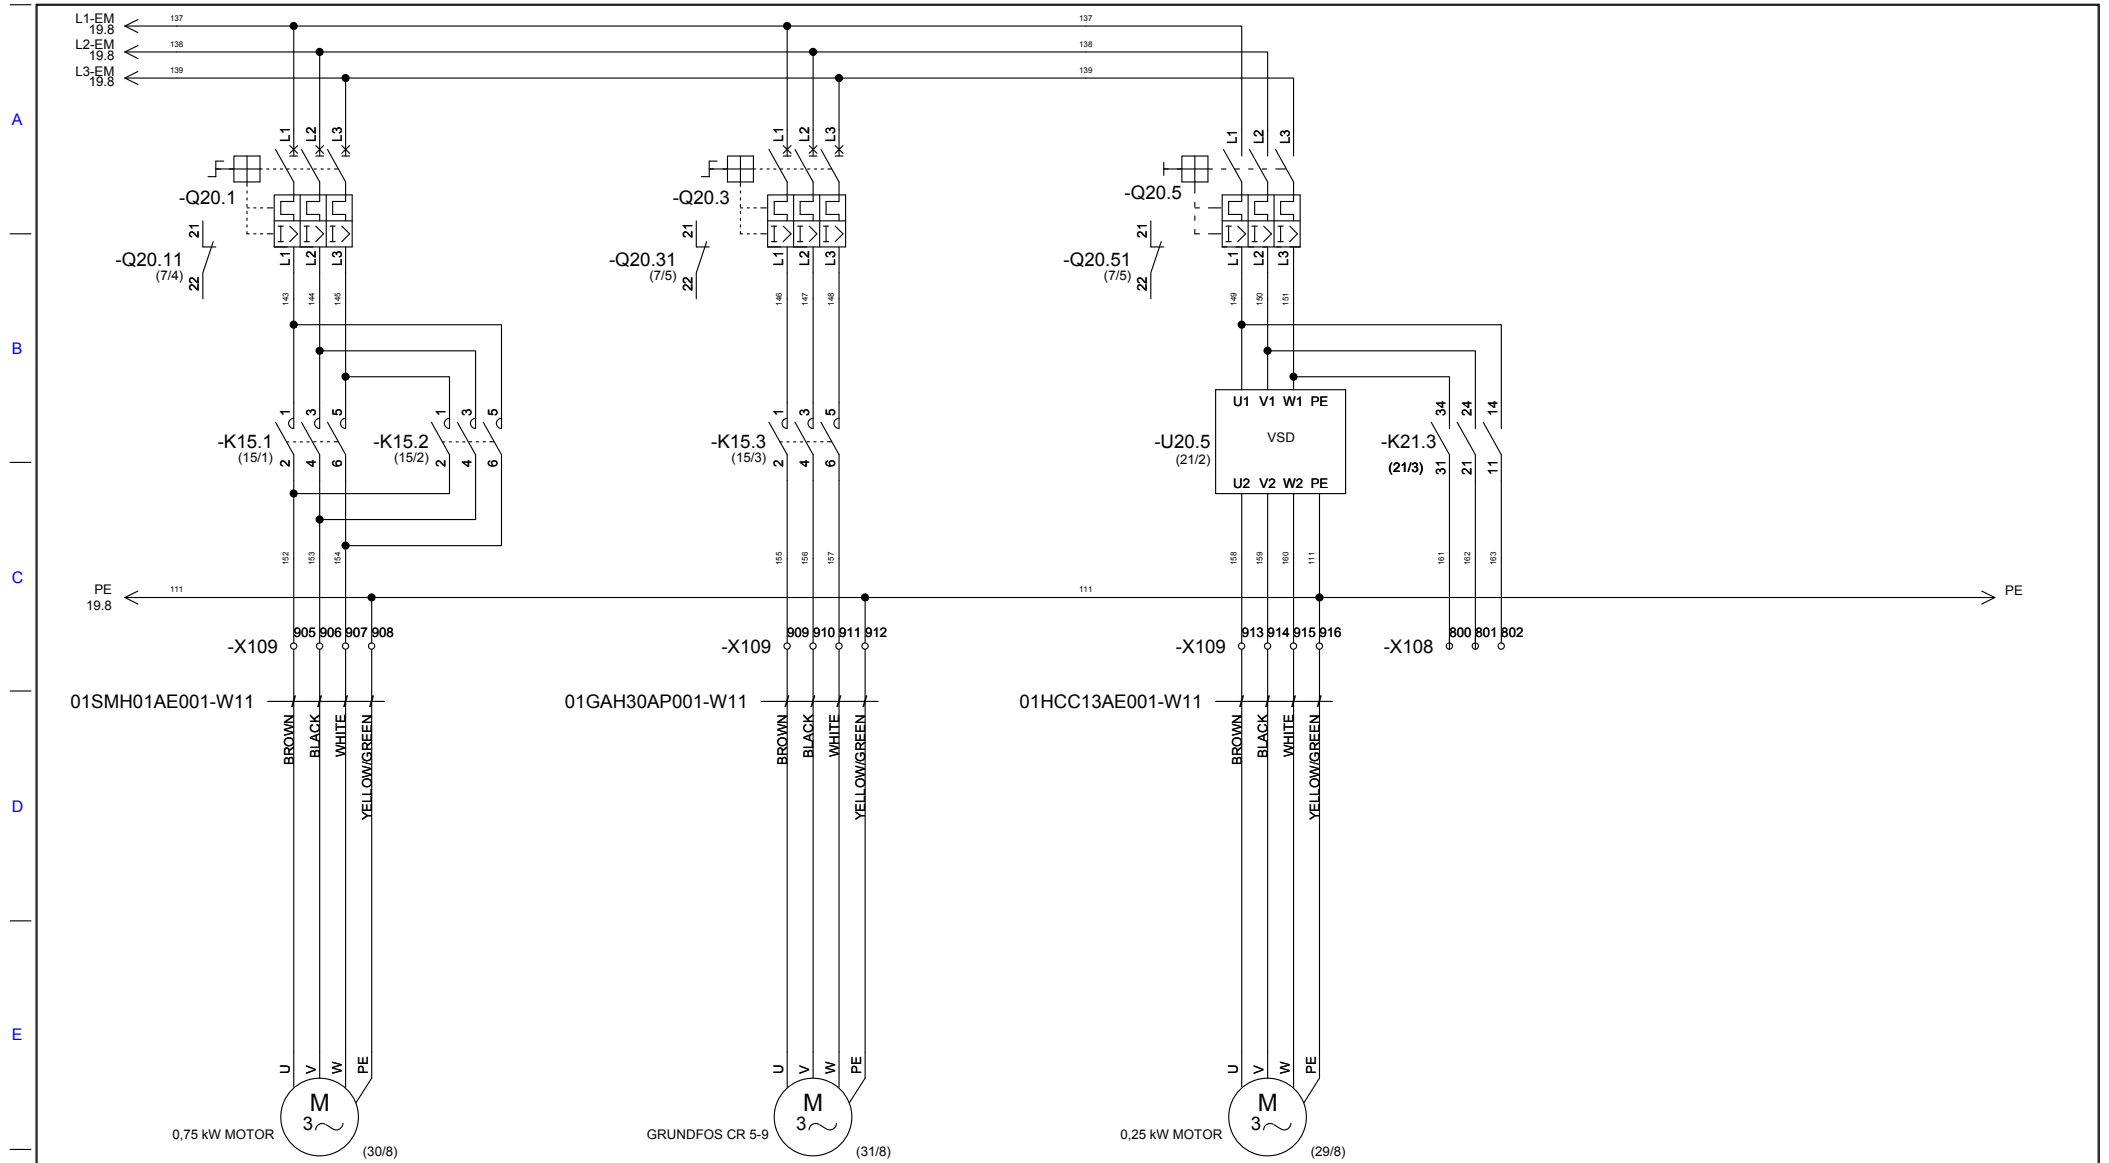 L1-EM 137 137
19.8
L2-EM 138 138
19.8
L3-EM 139 139
19.8
A
L1 L2 L3 L1 L2 L3 L1 L2 L3
-Q20.1 -Q20.3 -Q20.5
I> I> I> I> I> I> I> I> I>
21 21 21
-Q20.11 -Q20.31 -Q20.51
(7/4) (7/5) (7/5)
22 22 22
L1 L2 L3 L1 L2 L3 L1 L2 L3
143 144 145 146 147 148 149 150 151
B
U1 V1 W1 PE
1 3 5 1 3 5 1 3 5 34 24 14
-K15.1 -K15.2 -K15.3 -U20.5 VSD -K21.3
(15/1) (15/2) (15/3) (21/2) (21/3)
2 4 6 2 4 6 2 4 6 31 21 11
U2 V2 W2 PE
152 153 154 155 156 157 158 159 160 111 161 162 163
C
PE 111 111 PE
19.8
905 906 907 908 909 910 911 912 913 914 915 916 800 801 802
-X109 -X109 -X109 -X108
01SMH01AE001-W11 01GAH30AP001-W11 01HCC13AE001-W11
BROWN BLACK WHITE YELLOW/GREEN BROWN BLACK WHITE YELLOW/GREEN BROWN BLACK WHITE YELLOW/GREEN
D
E
U V W PE U V W PE U V W PE
M M M
3 3 3
0,75 kW MOTOR GRUNDFOS CR 5-9 0,25 kW MOTOR
(30/8) (31/8) (29/8)